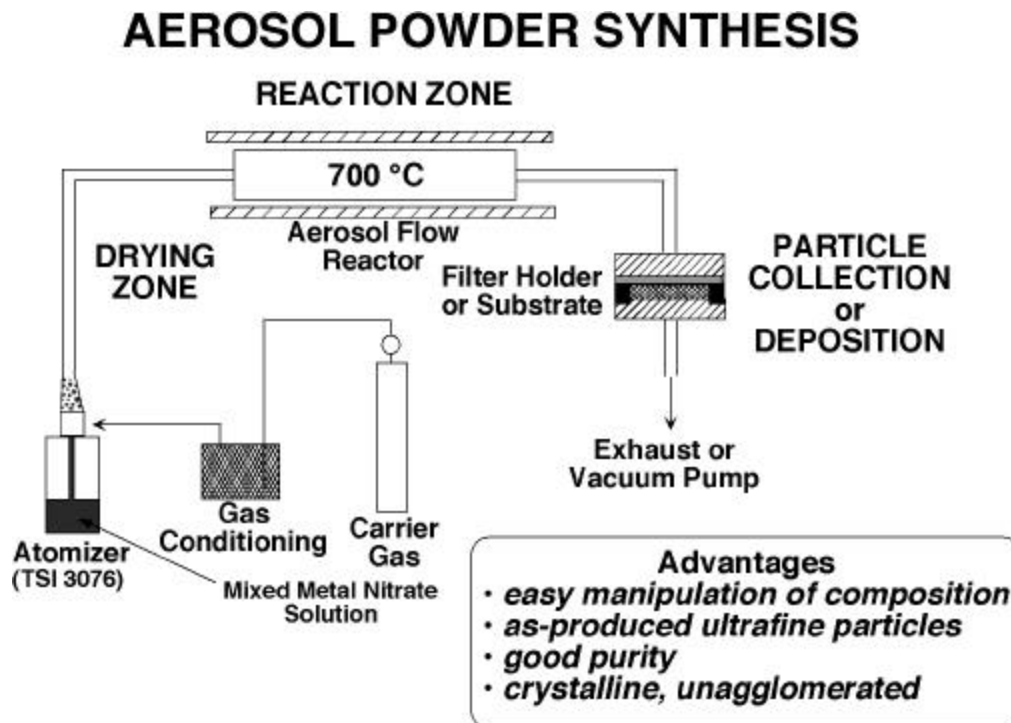 AEROSOL POWDER SYNTHESIS
REACTION ZONE
700 °C
Aerosol Flow
Reactor
DRYING
ZONE
Filter Holder
or Substrate
PARTICLE
COLLECTION
or
DEPOSITION
Exhaust or
Vacuum Pump
Gas
Conditioning
Carrier
Gas
Atomizer
(TSI 3076)
Mixed Metal Nitrate
Solution
Advantages
· easy manipulation of composition
· as-produced ultrafine particles
· good purity
· crystalline, unagglomerated